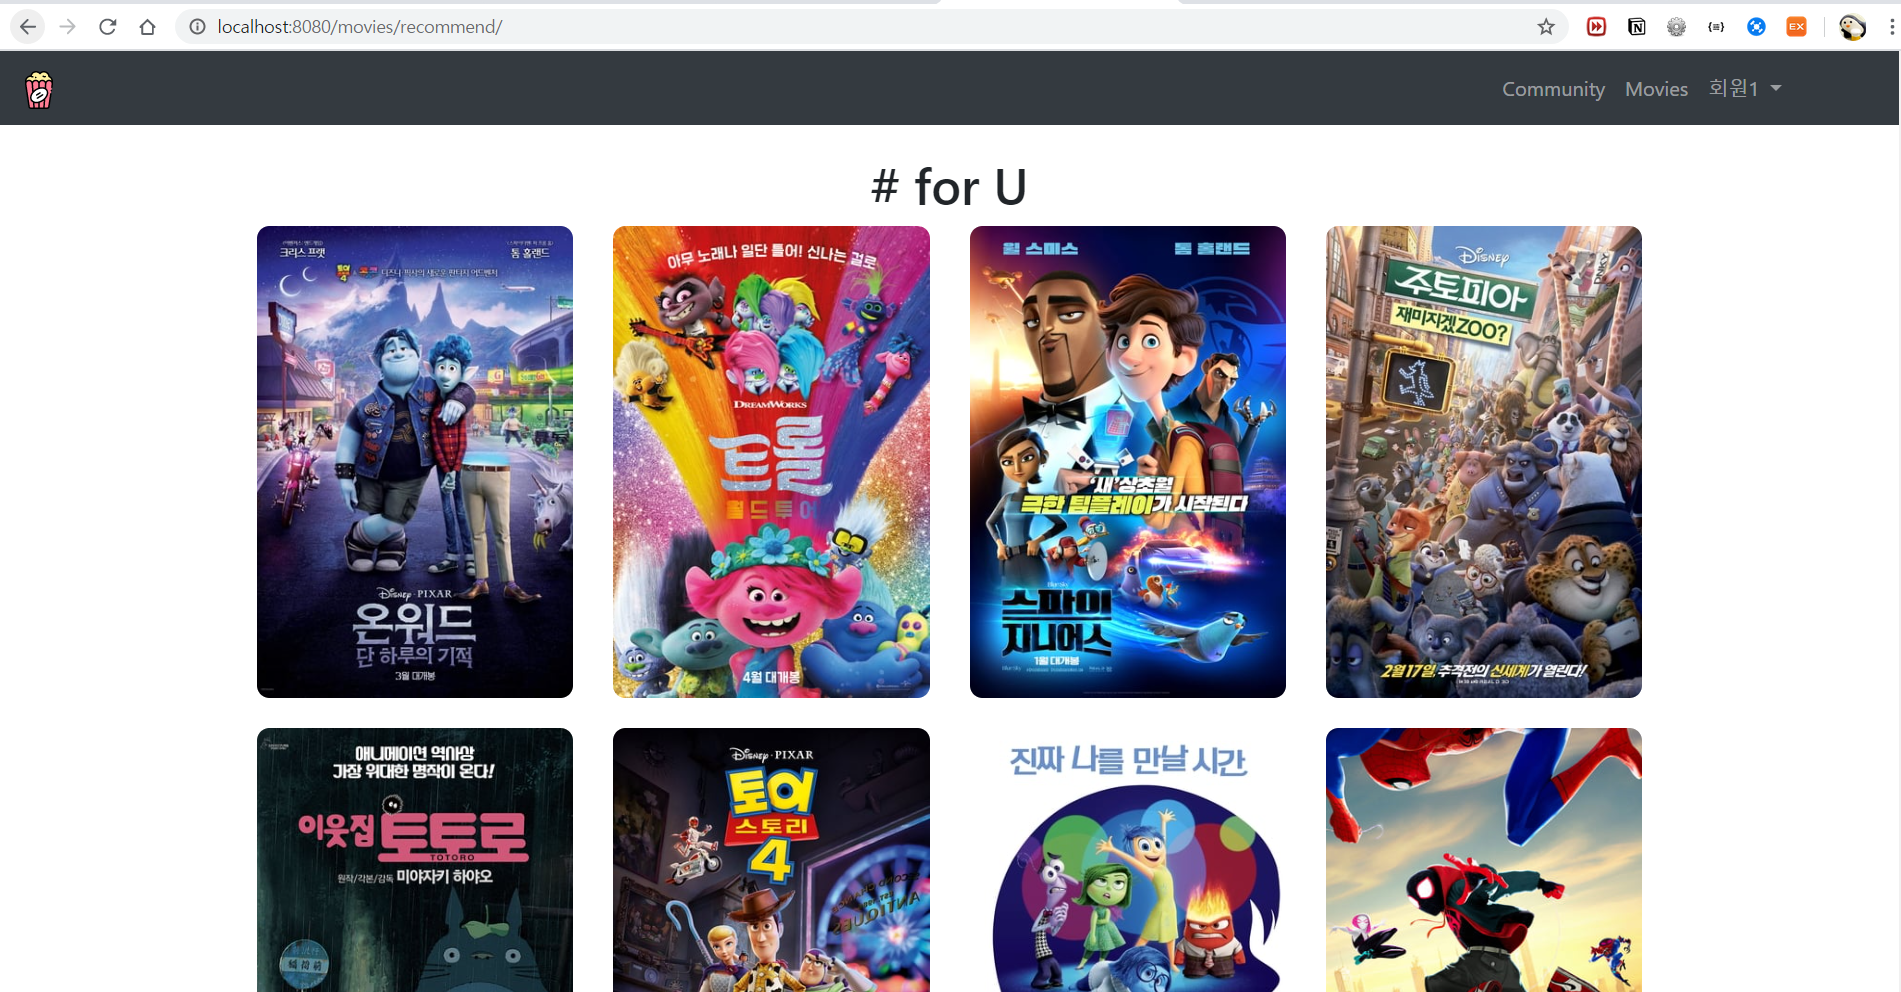 localhost:8080/movies/recommend/
EX
Community
Movies
회원1
# for U
크리스 프랫
톰 홀랜드
디즈니·픽사의 새로운 판타지 어드벤처
Disney·PIXAR
온워드
단 하루의 기적
3월 대개봉
아무 노래나 일단 틀어! 신나는 걸로
DREAMWORKS
트롤
월드투어
4월 대개봉
윌 스미스
톰 홀랜드
'새'상초월
극한 팀플레이가 시작된다
스파이
지니어스
1월 대개봉
Disney
주토피아
재미지겠ZOO?
2월 17일, 추격전의 신세계가 열린다!
애니메이션 역사상
가장 위대한 명작이 온다!
이웃집 토토로
TOTORO
원작/각본/감독 미야자키 하야오
Disney·PIXAR
토이
스토리
4
ANTIQUES
진짜 나를 만날 시간